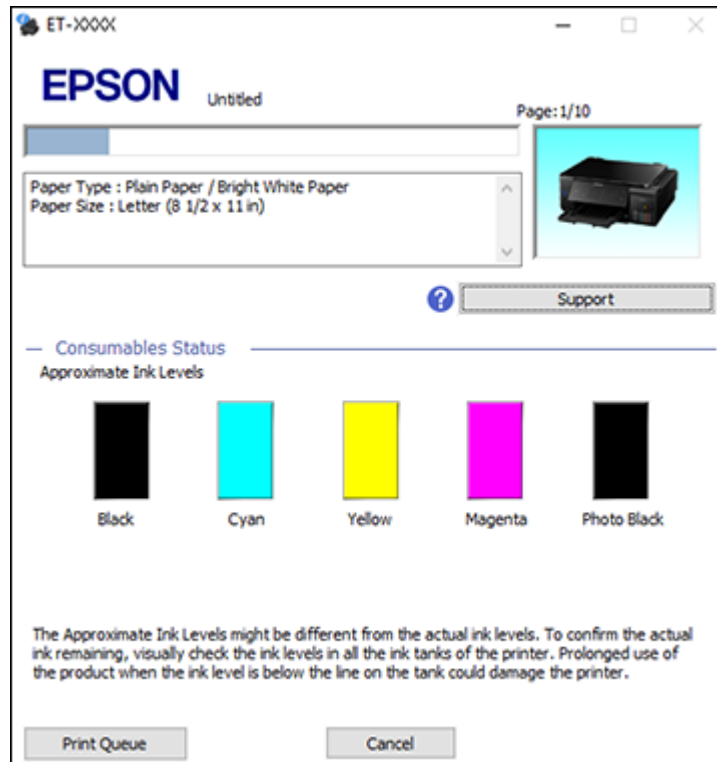 ET-XXXX
EPSON
Untitled
Page:1/10
Paper Type : Plain Paper / Bright White Paper
Paper Size : Letter (8 1/2 x 11 in)
? Support
Consumables Status
Approximate Ink Levels
Black Cyan Yellow Magenta Photo Black
The Approximate Ink Levels might be different from the actual ink levels. To confirm the actual
ink remaining, visually check the ink levels in all the ink tanks of the printer. Prolonged use of
the product when the ink level is below the line on the tank could damage the printer.
Print Queue Cancel